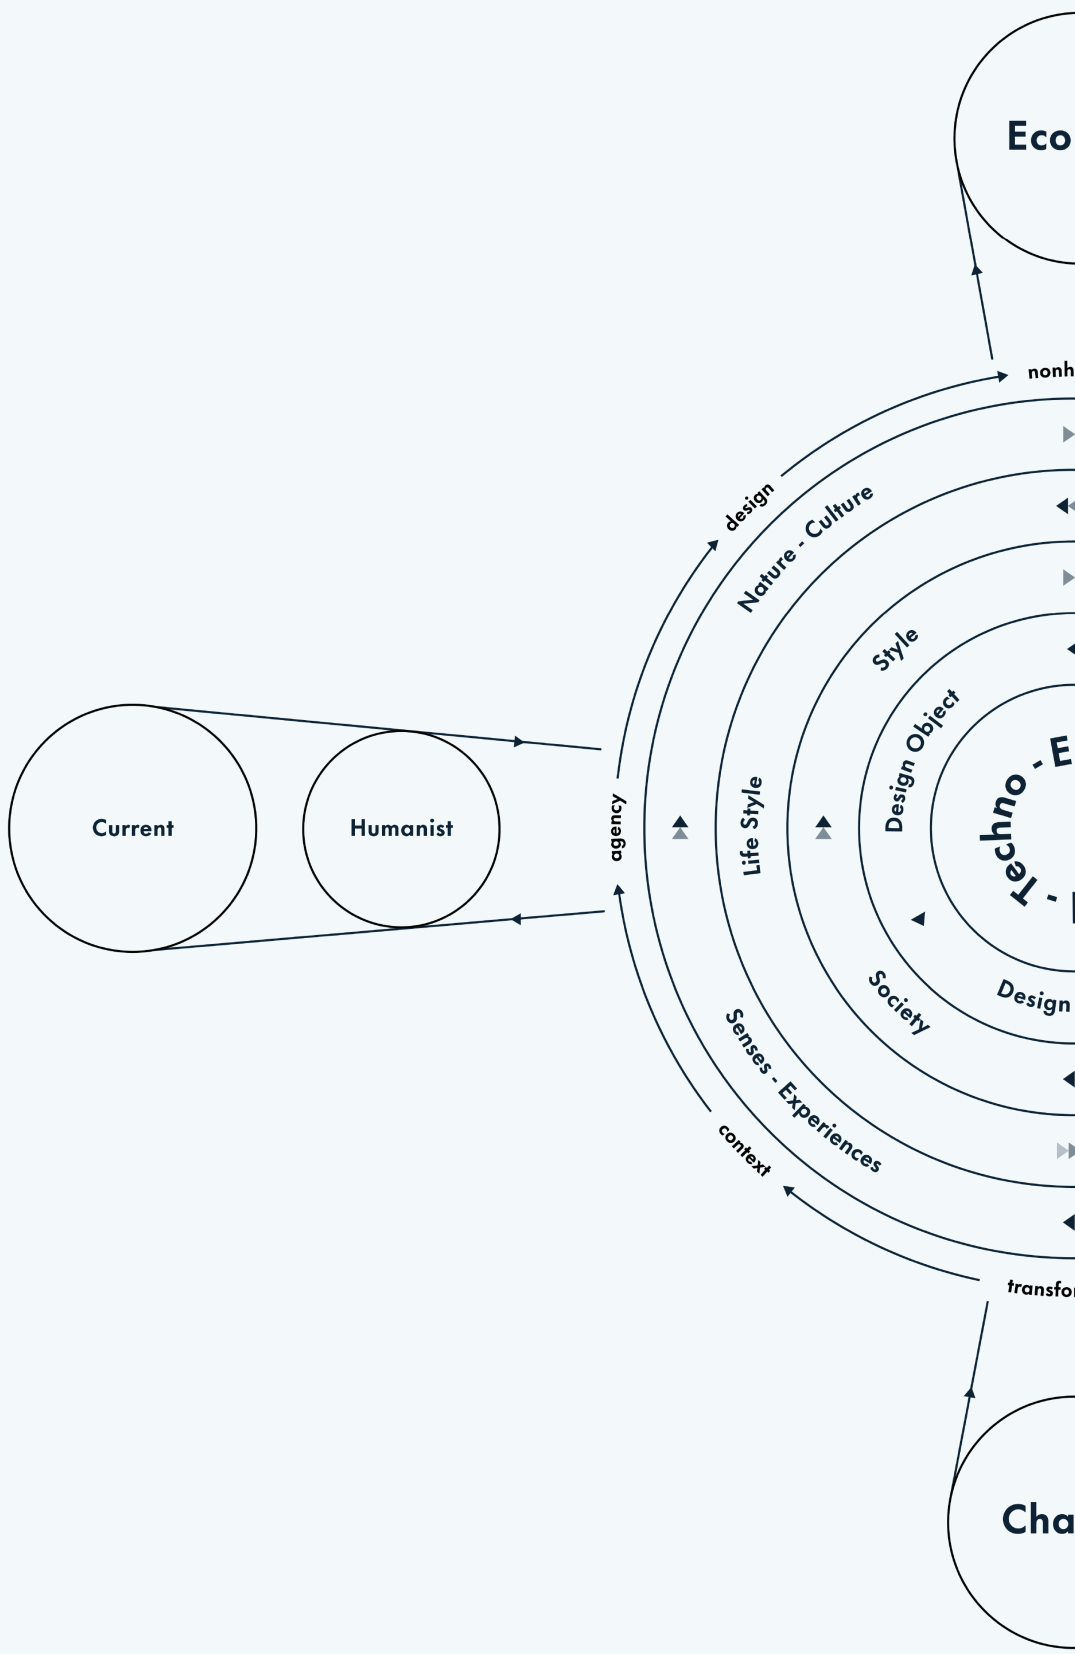 Eco
nonh
design
Nature - Culture
Style
Design Object
Techno - E
Current
Humanist
agency
Life Style
Society
Design
Senses - Experiences
context
transfor
Cha